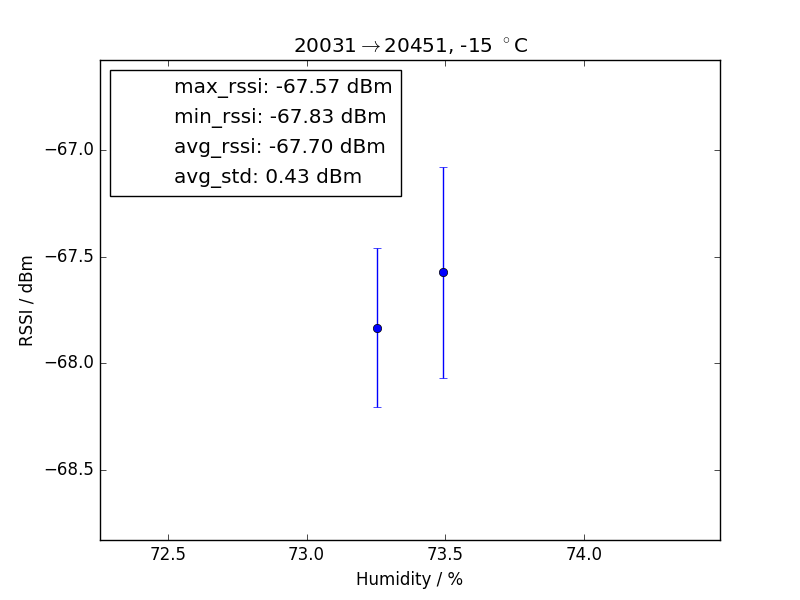 20031→20451, -15 °C
max_rssi: -67.57 dBm
min_rssi: -67.83 dBm
avg_rssi: -67.70 dBm
avg_std: 0.43 dBm
RSSI / dBm
−67.0
−67.5
−68.0
−68.5
72.5 73.0 73.5 74.0
Humidity / %